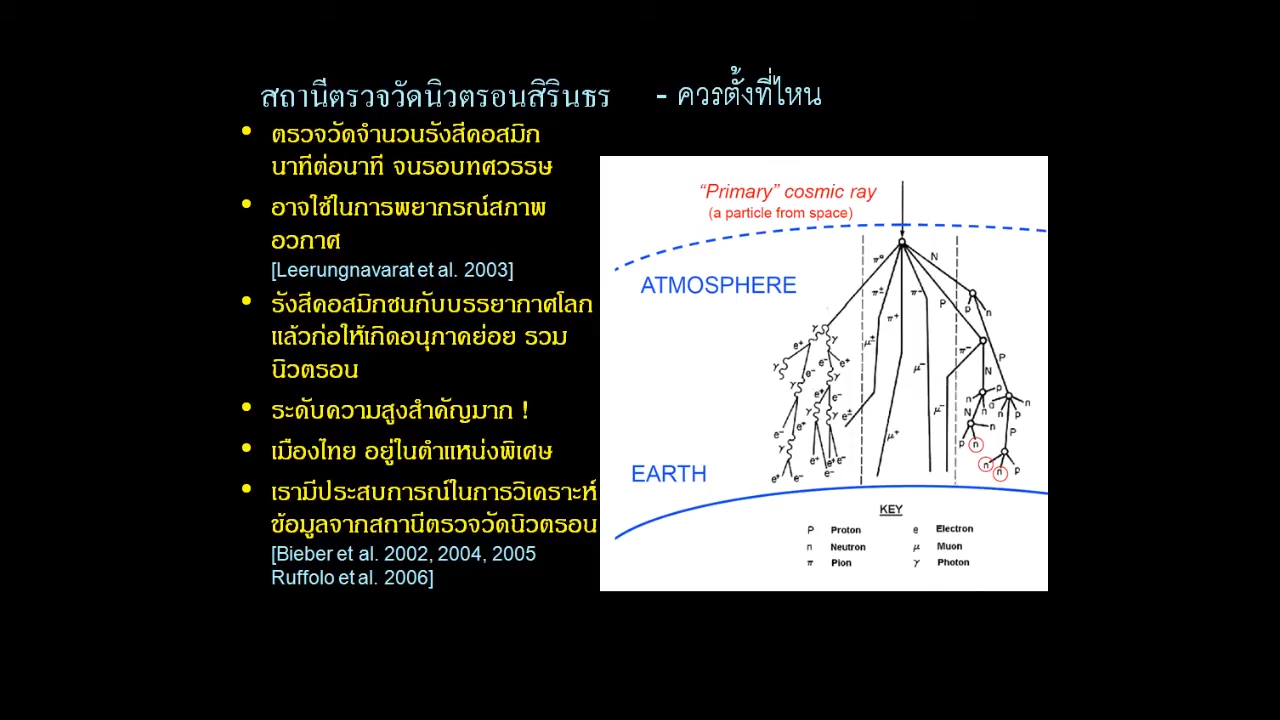 สถานีตรวจวัดนิวตรอนสิรินธร - ควรตั้งที่ไหน
• ตรวจวัดจำนวนรังสีคอสมิก
นาทีต่อนาที จนรอบทศวรรษ
• อาจใช้ในการพยากรณ์สภาพ
อวกาศ
[Leerungnavarat et al. 2003]
• รังสีคอสมิกชนกับบรรยากาศโลก
แล้วก่อให้เกิดอนุภาคย่อย รวม
นิวตรอน
• ระดับความสูงสำคัญมาก !
• เมืองไทย อยู่ในตำแหน่งพิเศษ
• เรามีประสบการณ์ในการวิเคราะห์
ข้อมูลจากสถานีตรวจวัดนิวตรอน
[Bieber et al. 2002, 2004, 2005
Ruffolo et al. 2006]
“Primary” cosmic ray
(a particle from space)
ATMOSPHERE
EARTH
KEY
P Proton e Electron
n Neutron μ Muon
π Pion γ Photon